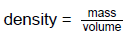 density = mass / volume